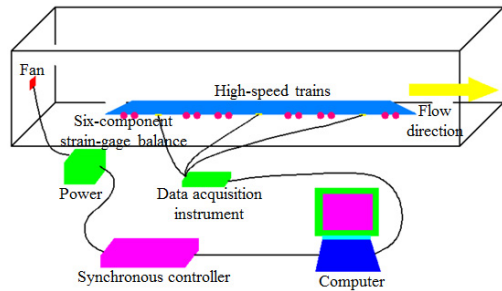 Fan
High-speed trains
Six-component
strain-gage balance
Flow
direction
Power
Data acquisition
instrument
Synchronous controller
Computer